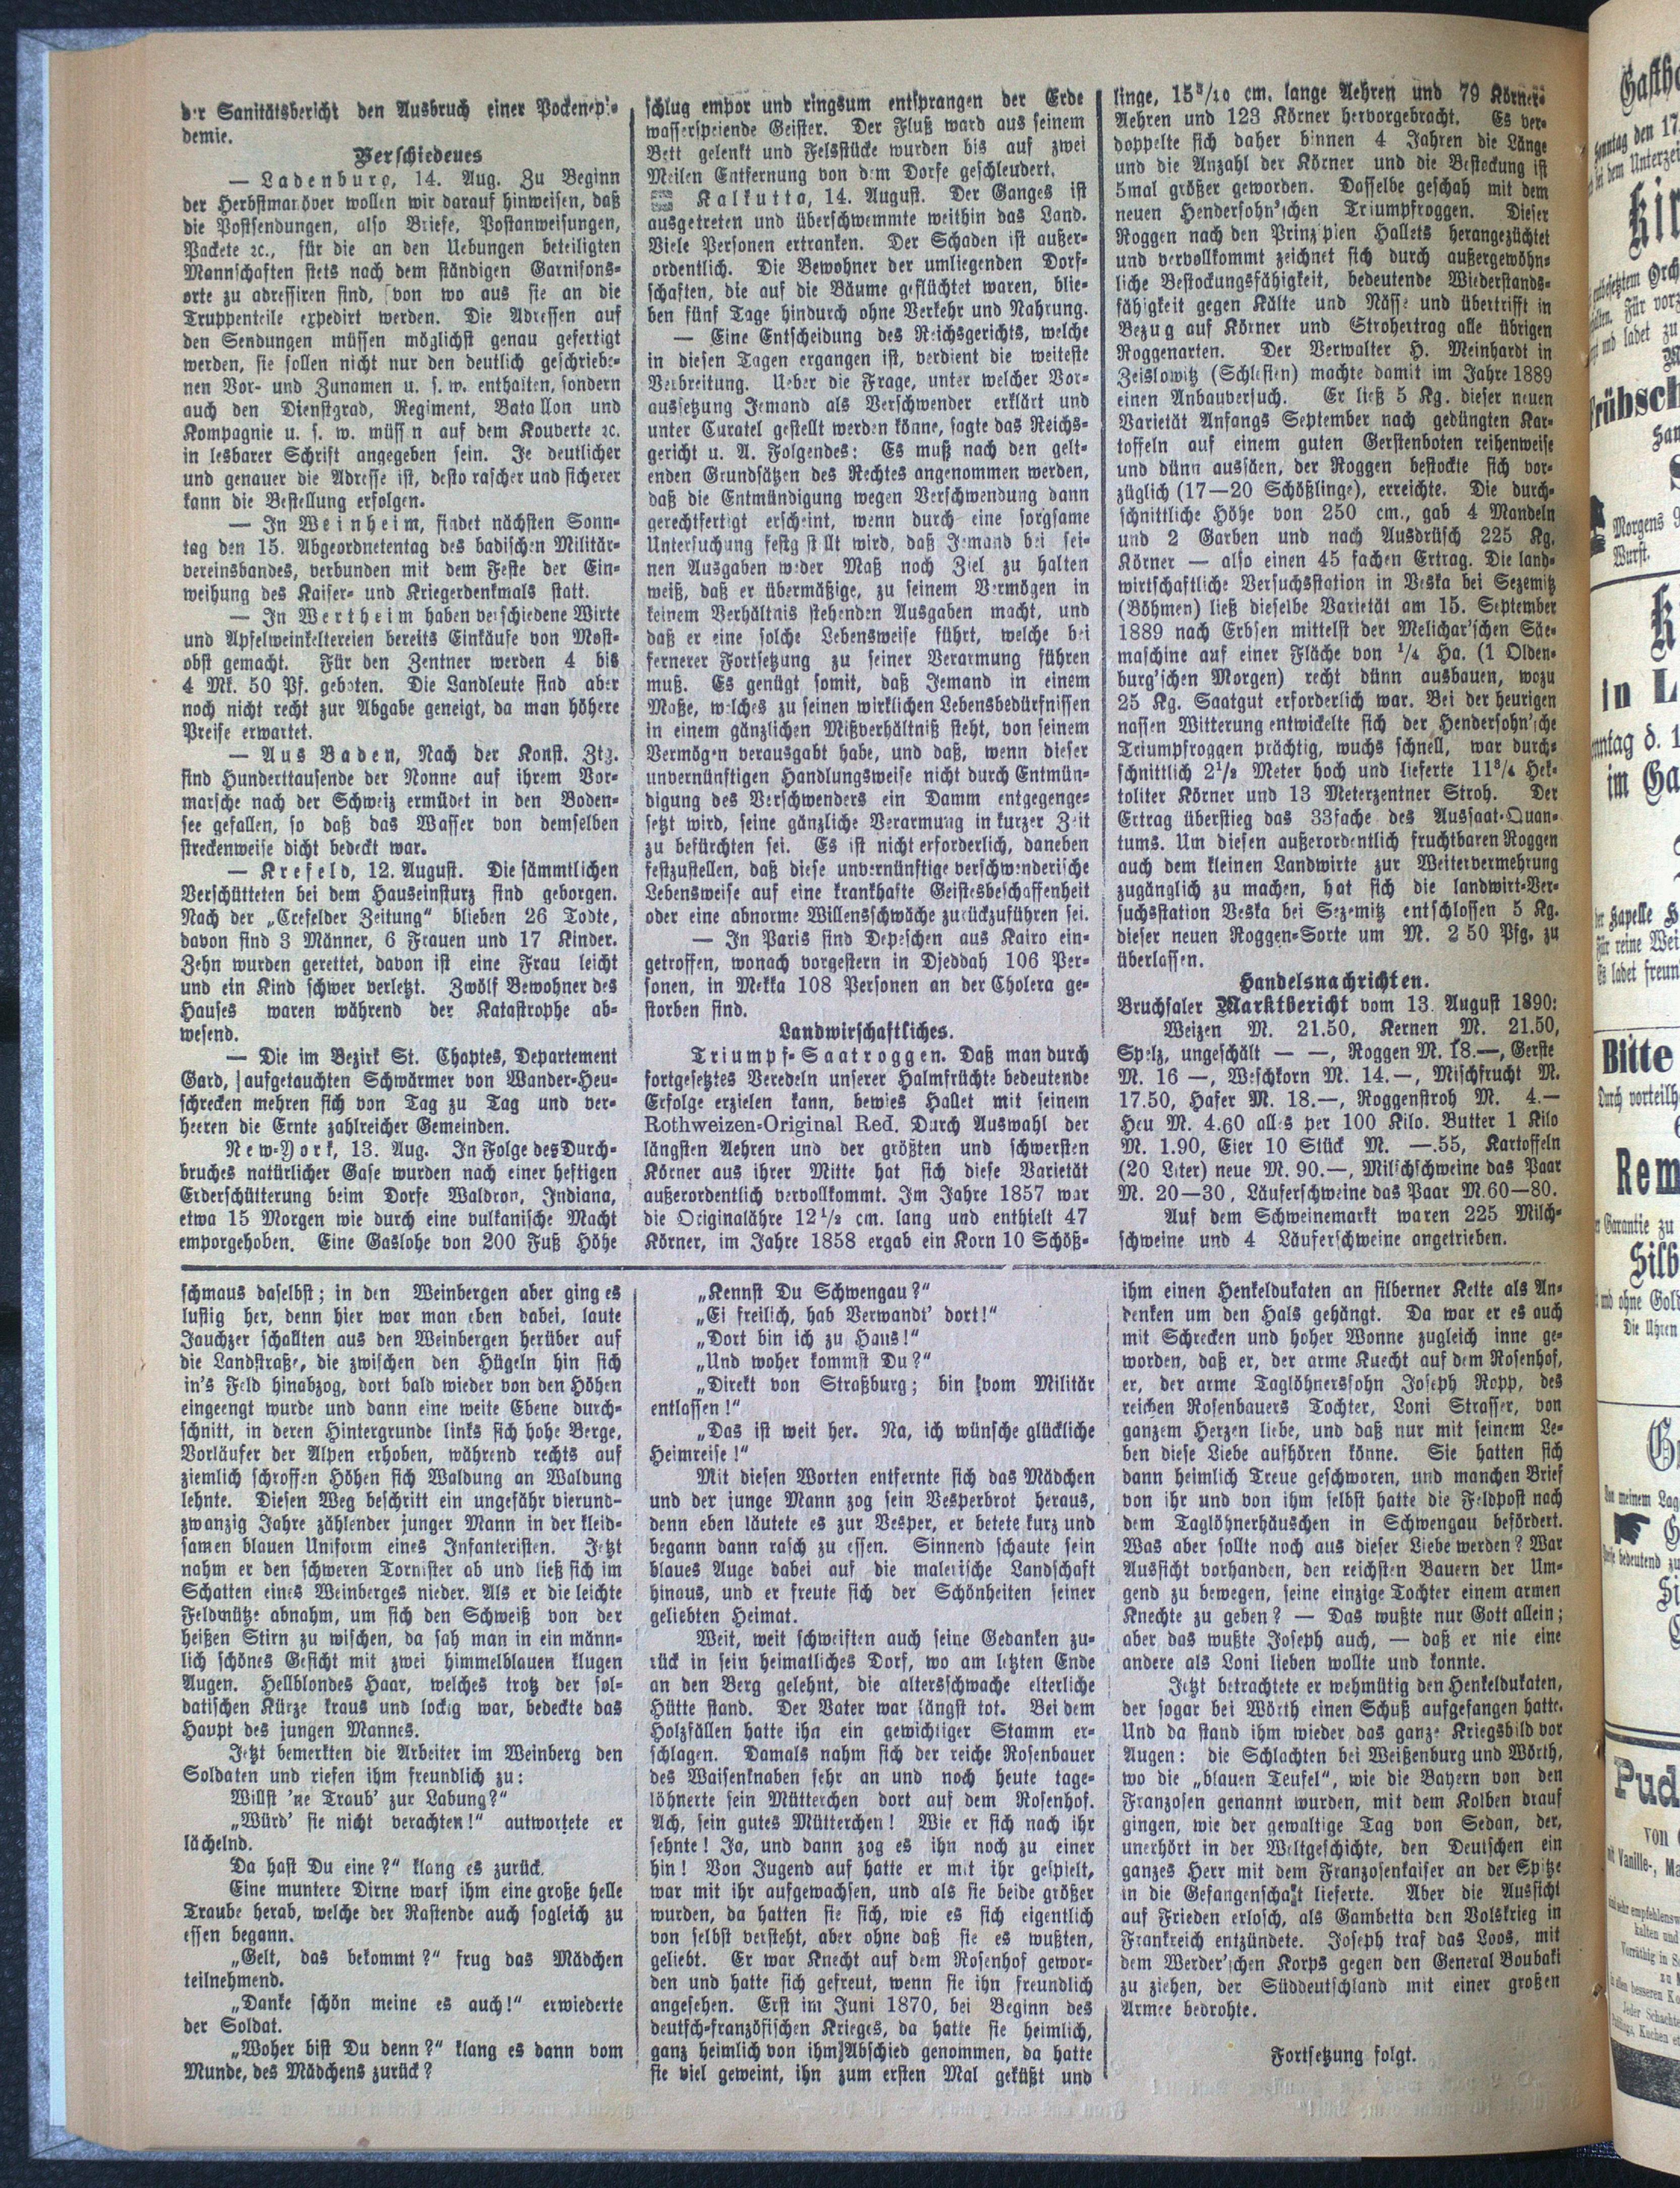 der Sanitätsbericht den Ausbruch einer Pockenepi-
demie.
Verschiedenes
— Ladenburg, 14. Aug. Zu Beginn
der Herbstmanöver wollen wir darauf hinweisen, daß
die Postsendungen, also Briefe, Postanweisungen,
Packete ꝛc., für die an den Uebungen beteiligten
Mannschaften stets nach dem ständigen Garnisons-
orte zu adressiren sind, von wo aus sie an die
Truppenteile expedirt werden. Die Adressen auf
den Sendungen müssen möglichst genau gefertigt
werden, sie sollen nicht nur den deutlich geschriebe-
nen Vor- und Zunamen u. s. w. enthalten, sondern
auch den Dienstgrad, Regiment, Bataillon und
Kompagnie u. s. w. müssen auf dem Kouverte ꝛc.
in lesbarer Schrift angegeben sein. Je deutlicher
und genauer die Adresse ist, desto rascher und sicherer
kann die Bestellung erfolgen.
— In Weinheim, findet nächsten Sonn-
tag den 15. Abgeordnetentag des badischen Militär-
vereinsbandes, verbunden mit dem Feste der Ein-
weihung des Kaiser- und Kriegerdenkmals statt.
— In Wertheim haben verschiedene Wirte
und Apfelweinkeltereien bereits Einkäufe von Most-
obst gemacht. Für den Zentner werden 4 bis
4 Mk. 50 Pf. geboten. Die Landleute sind aber
noch nicht recht zur Abgabe geneigt, da man höhere
Preise erwartet.
— Aus Baden, Nach der Konst. Ztg.
sind Hunderttausende der Nonne auf ihrem Vor-
marsche nach der Schweiz ermüdet in den Boden-
see gefallen, so daß das Wasser von demselben
streckenweise dicht bedeckt war.
— Krefeld, 12. August. Die sämmtlichen
Verschütteten bei dem Hauseinsturz sind geborgen.
Nach der „Crefelder Zeitung“ blieben 26 Todte,
davon sind 3 Männer, 6 Frauen und 17 Kinder.
Zehn wurden gerettet, davon ist eine Frau leicht
und ein Kind schwer verletzt. Zwölf Bewohner des
Hauses waren während der Katastrophe ab-
wesend.
— Die im Bezirk St. Chaptes, Departement
Gard, aufgetauchten Schwärmer von Wander-Heu-
schrecken mehren sich von Tag zu Tag und ver-
heeren die Ernte zahlreicher Gemeinden.
New-York, 13. Aug. In Folge des Durch-
bruches natürlicher Gase wurden nach einer heftigen
Erderschütterung beim Dorfe Waldron, Indiana,
etwa 15 Morgen wie durch eine vulkanische Macht
emporgehoben. Eine Gaslohe von 200 Fuß Höhe
schlug empor und ringsum entsprangen der Erde
wasserspeiende Geister. Der Fluß ward aus seinem
Bett gelenkt und Felsstücke wurden bis auf zwei
Meilen Entfernung von dem Dorfe geschleudert.
Kalkutta, 14. August. Der Ganges ist
ausgetreten und überschwemmte weithin das Land.
Viele Personen ertranken. Der Schaden ist außer-
ordentlich. Die Bewohner der umliegenden Dorf-
schaften, die auf die Bäume geflüchtet waren, blie-
ben fünf Tage hindurch ohne Verkehr und Nahrung.
— Eine Entscheidung des Reichsgerichts, welche
in diesen Tagen ergangen ist, verdient die weiteste
Verbreitung. Ueber die Frage, unter welcher Vor-
aussetzung Jemand als Verschwender erklärt und
unter Curatel gestellt werden könne, sagte das Reichs-
gericht u. A. Folgendes: Es muß nach den gelt-
enden Grundsätzen des Rechtes angenommen werden,
daß die Entmündigung wegen Verschwendung dann
gerechtfertigt erscheint, wenn durch eine sorgsame
Untersuchung festgestellt wird, daß Jemand bei sei-
nen Ausgaben weder Maß noch Ziel zu halten
weiß, daß er übermäßige, zu seinem Vermögen in
keinem Verhältnis stehenden Ausgaben macht, und
daß er eine solche Lebensweise führt, welche bei
fernerer Fortsetzung zu seiner Verarmung führen
muß. Es genügt somit, daß Jemand in einem
Maße, welches zu seinen wirklichen Lebensbedürfnissen
in einem gänzlichen Mißverhältniß steht, von seinem
Vermögen verausgabt habe, und daß, wenn dieser
unvernünftigen Handlungsweise nicht durch Entmün-
digung des Verschwenders ein Damm entgegenge-
setzt wird, seine gänzliche Verarmung in kurzer Zeit
zu befürchten sei. Es ist nicht erforderlich, daneben
festzustellen, daß diese unvernünftige verschwenderische
Lebensweise auf eine krankhafte Geistesbeschaffenheit
oder eine abnorme Willensschwäche zurückzuführen sei.
— In Paris sind Depeschen aus Kairo ein-
getroffen, wonach vorgestern in Djeddah 106 Per-
sonen, in Mekka 108 Personen an der Cholera ge-
storben sind.
Landwirschaftliches.
Triumpf-Saatroggen. Daß man durch
fortgesetztes Veredeln unserer Halmfrüchte bedeutende
Erfolge erzielen kann, bewies Hallet mit seinem
Rothweizen-Original Red. Durch Auswahl der
längsten Aehren und der größten und schwersten
Körner aus ihrer Mitte hat sich diese Varietät
außerordentlich vervollkommt. Im Jahre 1857 war
die Originalähre 12 1/2 cm. lang und enthielt 47
Körner, im Jahre 1858 ergab ein Korn 10 Schöß-
linge, 15 3/10 cm. lange Aehren und 79 Körner-
Aehren und 123 Körner hervorgebracht. Es ver-
doppelte sich daher binnen 4 Jahren die Länge
und die Anzahl der Körner und die Bestockung ist
5mal größer geworden. Dasselbe geschah mit dem
neuen Hendersohn'schen Triumpfroggen. Dieser
Roggen nach den Prinzipien Hallets herangezüchtet
und vervollkommt zeichnet sich durch außergewöhn-
liche Bestockungsfähigkeit, bedeutende Wiederstands-
fähigkeit gegen Kälte und Nässe und übertrifft in
Bezug auf Körner und Strohertrag alle übrigen
Roggenarten. Der Verwalter H. Meinhardt in
Zeislowitz (Schlesien) machte damit im Jahre 1889
einen Anbauversuch. Er ließ 5 Kg. dieser neuen
Varietät Anfangs September nach gedüngten Kar-
toffeln auf einem guten Gerstenboten reihenweise
und dünn aussäen, der Roggen bestockte sich vor-
züglich (17—20 Schößlinge), erreichte. Die durch-
schnittliche Höhe von 250 cm., gab 4 Mandeln
und 2 Garben und nach Ausdrüsch 225 Kg.
Körner — also einen 45 fachen Ertrag. Die land-
wirtschaftliche Versuchsstation in Veska bei Sezemitz
(Böhmen) ließ dieselbe Varietät am 15. September
1889 nach Erbsen mittelst der Melichar'schen Säe-
maschine auf einer Fläche von 1/4 Ha. (1 Olden-
burg'schen Morgen) recht dünn ausbauen, wozu
25 Kg. Saatgut erforderlich war. Bei der heurigen
nassen Witterung entwickelte sich der Hendersohn'sche
Triumpfroggen prächtig, wuchs schnell, war durch-
schnittlich 2 1/2 Meter hoch und lieferte 11 3/4 Hek-
toliter Körner und 13 Meterzentner Stroh. Der
Ertrag überstieg das 33fache des Aussaat-Quan-
tums. Um diesen außerordentlich fruchtbaren Roggen
auch dem kleinen Landwirte zur Weitervermehrung
zugänglich zu machen, hat sich die landwirt-Ver-
suchsstation Veska bei Sezemitz entschlossen 5 Kg.
dieser neuen Roggen-Sorte um M. 2 50 Pfg. zu
überlassen.
Handelsnachrichten.
Bruchsaler Marktbericht vom 13. August 1890:
Weizen M. 21.50, Kernen M. 21.50,
Spelz, ungeschält — —, Roggen M. 18.—, Gerste
M. 16 —, Weschkorn M. 14.—, Mischfrucht M.
17.50, Hafer M. 18.—, Roggenstroh M. 4.—
Heu M. 4.60 alles per 100 Kilo. Butter 1 Kilo
M. 1.90, Eier 10 Stück M. —.55, Kartoffeln
(20 Liter) neue M. 90.—, Milchschweine das Paar
M. 20—30, Läuferschweine das Paar M. 60—80.
Auf dem Schweinemarkt waren 225 Milch-
schweine und 4 Läuferschweine angetrieben.
schmaus daselbst; in den Weinbergen aber ging es
lustig her, denn hier war man eben dabei, laute
Jauchzer schallten aus den Weinbergen herüber auf
die Landstraße, die zwischen den Hügeln hin sich
in's Feld hinabzog, dort bald wieder von den Höhen
eingeengt wurde und dann eine weite Ebene durch-
schnitt, in deren Hintergrunde links sich hohe Berge,
Vorläufer der Alpen erhoben, während rechts auf
ziemlich schroffen Höhen sich Waldung an Waldung
lehnte. Diesen Weg beschritt ein ungefähr vierund-
zwanzig Jahre zählender junger Mann in der kleid-
samen blauen Uniform eines Infanteristen. Jetzt
nahm er den schweren Tornister ab und ließ sich im
Schatten eines Weinberges nieder. Als er die leichte
Feldmütze abnahm, um sich den Schweiß von der
heißen Stirn zu wischen, da sah man in ein männ-
lich schönes Gesicht mit zwei himmelblauen klugen
Augen. Hellblondes Haar, welches trotz der sol-
datischen Kürze kraus und lockig war, bedeckte das
Haupt des jungen Mannes.
Jetzt bemerkten die Arbeiter im Weinberg den
Soldaten und riefen ihm freundlich zu:
Willst 'ne Traub' zur Labung?“
„Würd' sie nicht verachten!“ antwortete er
lächelnd.
Da hast Du eine?“ klang es zurück.
Eine muntere Dirne warf ihm eine große helle
Traube herab, welche der Rastende auch sogleich zu
essen begann.
„Gelt, das bekommt?“ frug das Mädchen
teilnehmend.
„Danke schön meine es auch!“ erwiederte
der Soldat.
„Woher bist Du denn?“ klang es dann vom
Munde, des Mädchens zurück?
„Kennst Du Schwengau?“
„Ei freilich, hab Verwandt' dort!“
„Dort bin ich zu Haus!“
„Und woher kommst Du?“
„Direkt von Straßburg; bin vom Militär
entlassen!“
„Das ist weit her. Na, ich wünsche glückliche
Heimreise!“
Mit diesen Worten entfernte sich das Mädchen
und der junge Mann zog sein Vesperbrot heraus,
denn eben läutete es zur Vesper, er betete kurz und
begann dann rasch zu essen. Sinnend schaute sein
blaues Auge dabei auf die malerische Landschaft
hinaus, und er freute sich der Schönheiten seiner
geliebten Heimat.
Weit, weit schweiften auch seine Gedanken zu-
rück in sein heimatliches Dorf, wo am letzten Ende
an den Berg gelehnt, die altersschwache elterliche
Hütte stand. Der Vater war längst tot. Bei dem
Holzfällen hatte ihn ein gewichtiger Stamm er-
schlagen. Damals nahm sich der reiche Rosenbauer
des Waisenknaben sehr an und noch heute tage-
löhnerte sein Mütterchen dort auf dem Rosenhof.
Ach, sein gutes Mütterchen! Wie er sich nach ihr
sehnte! Ja, und dann zog es ihn noch zu einer
hin! Von Jugend auf hatte er mit ihr gespielt,
war mit ihr aufgewachsen, und als sie beide größer
wurden, da hatten sie sich, wie es sich eigentlich
von selbst versteht, aber ohne daß sie es wußten,
geliebt. Er war Knecht auf dem Rosenhof gewor-
den und hatte sich gefreut, wenn sie ihn freundlich
angesehen. Erst im Juni 1870, bei Beginn des
deutsch-französischen Krieges, da hatte sie heimlich,
ganz heimlich von ihm Abschied genommen, da hatte
sie viel geweint, ihn zum ersten Mal geküßt und
ihm einen Henkeldukaten an silberner Kette als An-
denken um den Hals gehängt. Da war er es auch
mit Schrecken und hoher Wonne zugleich inne ge-
worden, daß er, der arme Knecht auf dem Rosenhof,
er, der arme Taglöhnerssohn Joseph Ropp, des
reichen Rosenbauers Tochter, Loni Strasser, von
ganzem Herzen liebe, und daß nur mit seinem Le-
ben diese Liebe aufhören könne. Sie hatten sich
dann heimlich Treue geschworen, und manchen Brief
von ihr und von ihm selbst hatte die Feldpost nach
dem Taglöhnerhäuschen in Schwengau befördert.
Was aber sollte noch aus dieser Liebe werden? War
Aussicht vorhanden, den reichsten Bauern der Um-
gend zu bewegen, seine einzige Tochter einem armen
Knechte zu geben? — Das wußte nur Gott allein;
aber das wußte Joseph auch, — daß er nie eine
andere als Loni lieben wollte und konnte.
Jetzt betrachtete er wehmütig den Henkeldukaten,
der sogar bei Wörth einen Schuß aufgefangen hatte.
Und da stand ihm wieder das ganze Kriegsbild vor
Augen: die Schlachten bei Weißenburg und Wörth,
wo die „blauen Teufel“, wie die Bayern von den
Franzosen genannt wurden, mit dem Kolben drauf
gingen, wie der gewaltige Tag von Sedan, der,
unerhört in der Weltgeschichte, den Deutschen ein
ganzes Herr mit dem Franzosenkaiser an der Spitze
in die Gefangenschaft lieferte. Aber die Aussicht
auf Frieden erlosch, als Gambetta den Volskrieg in
Frankreich entzündete. Joseph traf das Loos, mit
dem Werder'schen Korps gegen den General Boubaki
zu ziehen, der Süddeutschland mit einer großen
Armee bedrohte.
Fortsetzung folgt.
Sonntag den 17
in L
im Ga
Bitte
Rem
Silb
ohne Gol
Die Uhren
Pud
von